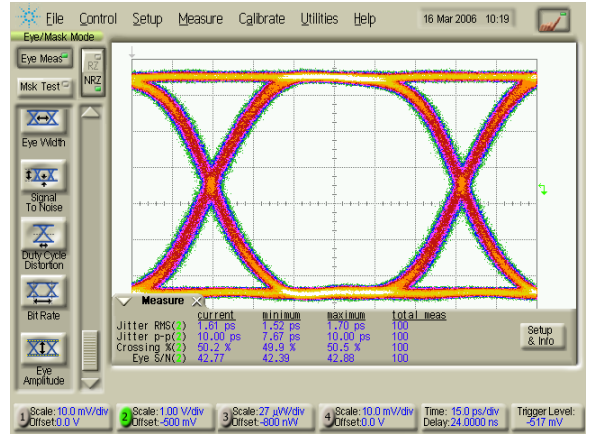 File Control Setup Measure Calibrate Utilities Help 16 Mar 2006 10:19
Eye/Mask Mode
Eye Meas
RZ
NRZ
Msk Test
Eye Width
Signal To Noise
Duty Cycle Distortion
Bit Rate
Eye Amplitude
Measure
current minimum maximum total meas
Jitter RMS(2) 1.61 ps 1.52 ps 1.70 ps 100
Jitter p-p(2) 10.00 ps 7.67 ps 10.00 ps 100
Crossing %(2) 50.2 % 49.9 % 50.5 % 100
Eye S/N(2) 42.77 42.39 42.88 100
Setup & Info
1 Scale: 10.0 mV/div Offset:0.0 V
2 Scale: 1.00 V/div Offset:-500 mV
3 Scale:27 µW/div Offset:-800 nW
4 Scale: 10.0 mV/div Offset:0.0 V
Time: 15.0 ps/div Delay:24.0000 ns
Trigger Level: -517 mV